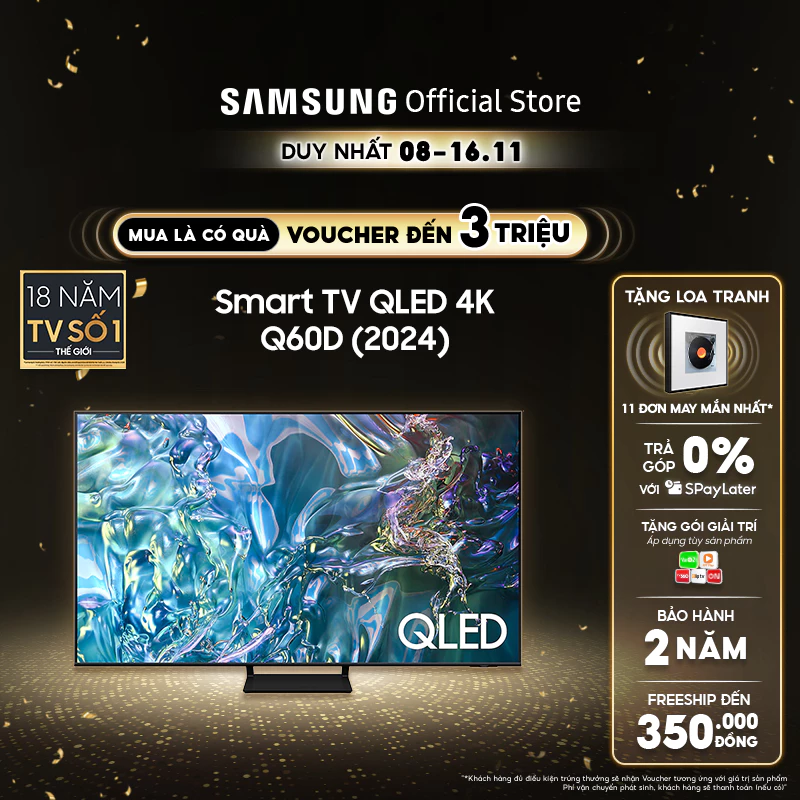 SAMSUNG Official Store
DUY NHẤT 08-16.11
MUA LÀ CÓ QUÀ VOUCHER ĐẾN 3 TRIỆU
18 NĂM
TV SỐ 1
THẾ GIỚI
Smart TV QLED 4K
Q60D (2024)
QLED
TẶNG LOA TRANH
11 ĐƠN MAY MẮN NHẤT*
TRẢ GÓP 0%
VỚI SPayLater
TẶNG GÓI GIẢI TRÍ
Áp dụng tùy sản phẩm
BẢO HÀNH
2 NĂM
FREESHIP ĐẾN
350.000 ĐỒNG
"*Khách hàng đủ điều kiện trúng thưởng sẽ nhận Voucher tương ứng với giá trị sản phẩm
Phí vận chuyển phát sinh, khách hàng sẽ thanh toán (nếu có)"